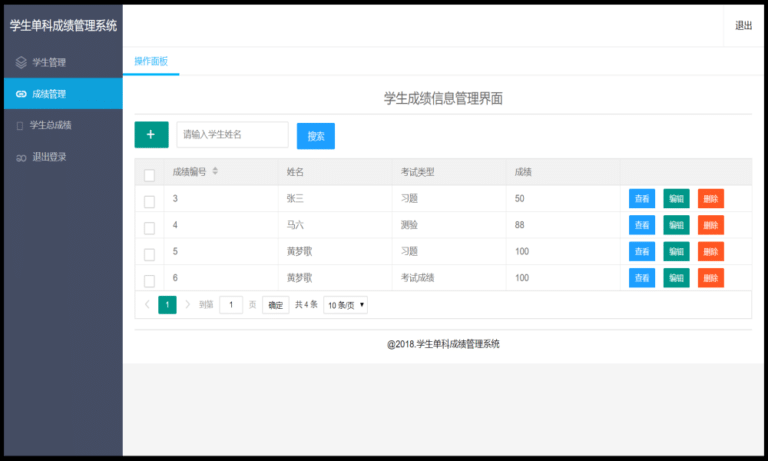 学生单科成绩管理系统
退出
学生管理
成绩管理
学生总成绩
退出登录
操作面板
学生成绩信息管理界面
+ 请输入学生姓名 搜索
成绩编号 姓名 考试类型 成绩
3 张三 习题 50 查看 编辑 删除
4 马六 测验 88 查看 编辑 删除
5 黄梦歌 习题 100 查看 编辑 删除
6 黄梦歌 考试成绩 100 查看 编辑 删除
1 到第 1 页 确定 共 4 条 10 条/页
@2018.学生单科成绩管理系统